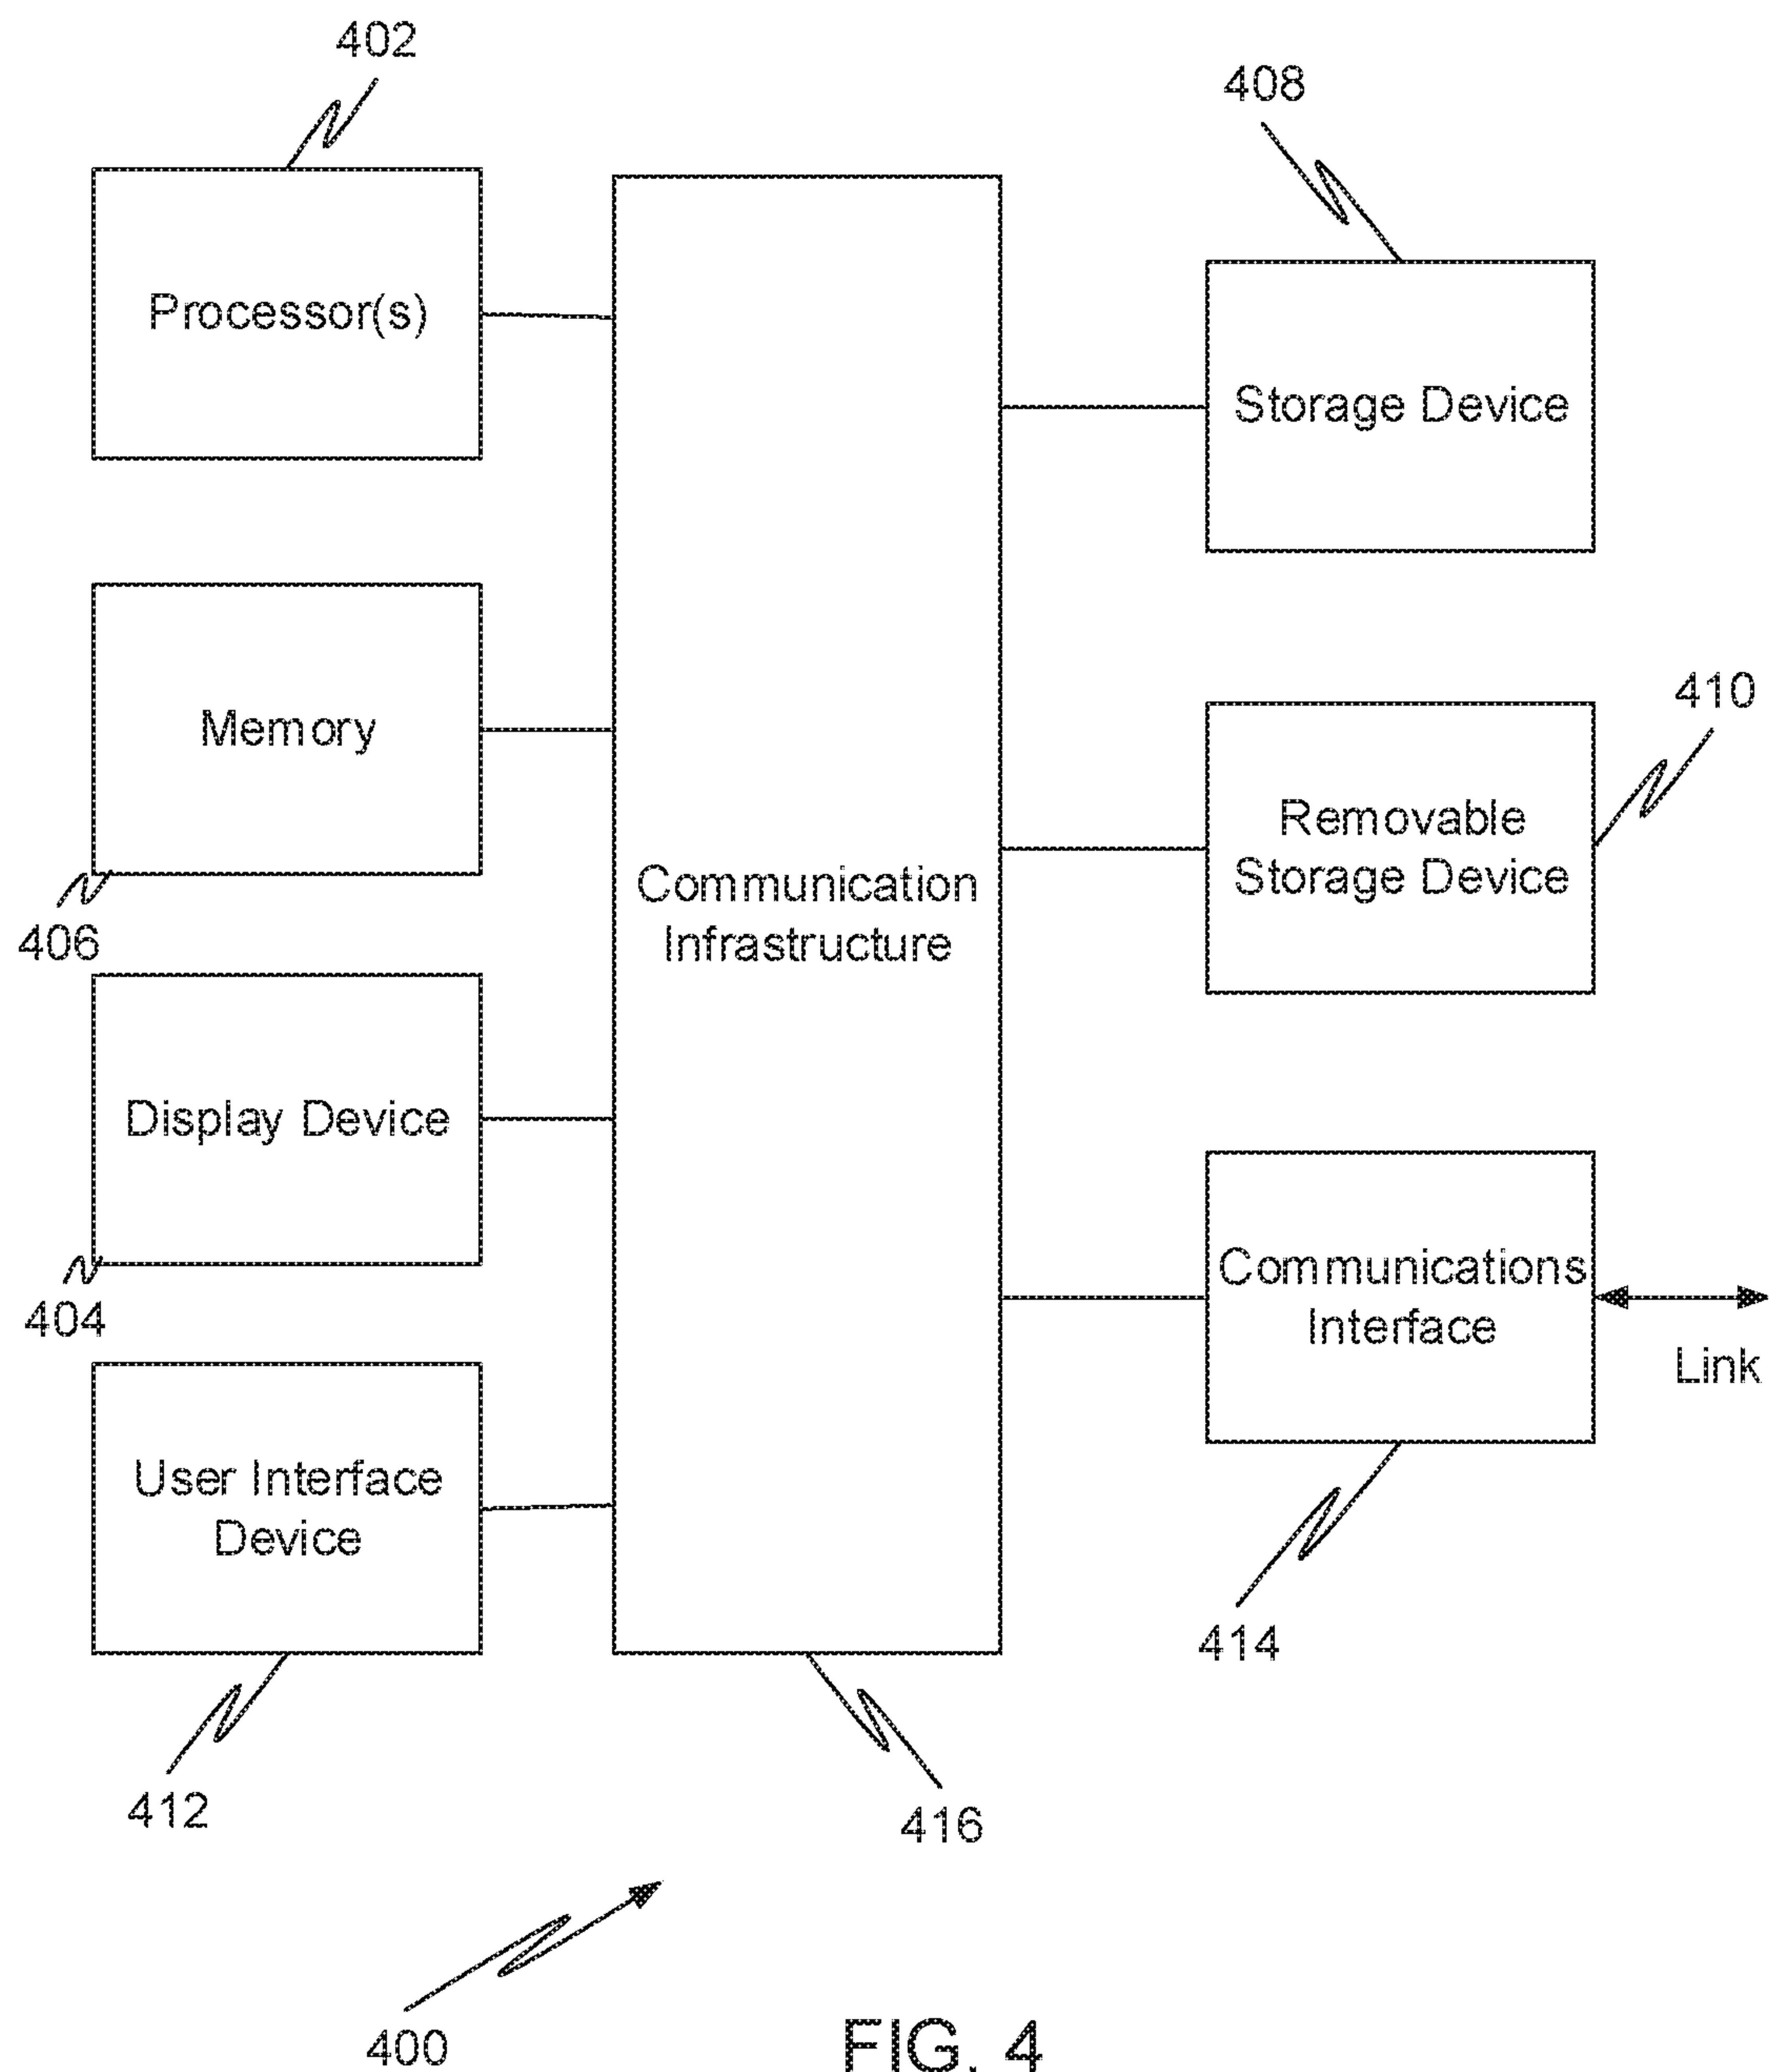 402
408
Processor(s)
Storage Device
410
Memory
Removable
Storage Device
Communication
Infrastructure
406
Display Device
Communications
Interface
Link
404
User Interface
Device
414
412
416
400
FIG. 4